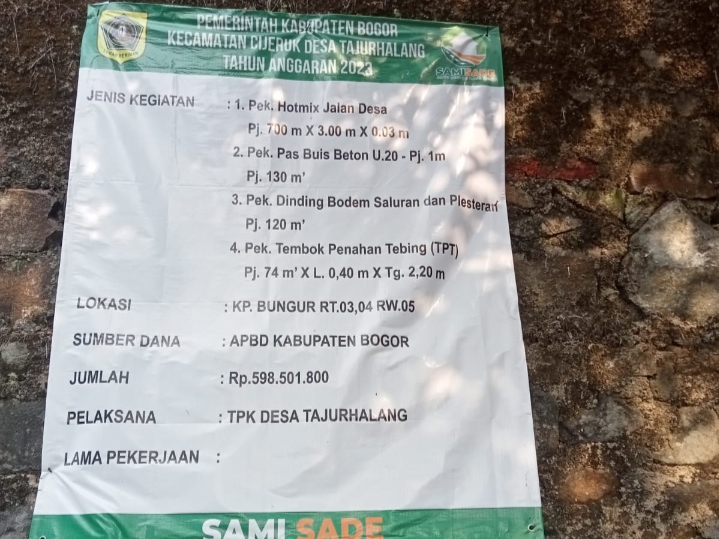 PEMERINTAH KABUPATEN BOGOR
KECAMATAN CIJERUK DESA TAJURHALANG
TAHUN ANGGARAN 2023
SAMISADE
JENIS KEGIATAN : 1. Pek. Hotmix Jalan Desa
Pj. 700 m X 3.00 m X 0.03 m
2. Pek. Pas Buis Beton U.20 - Pj. 1m
Pj. 130 m'
3. Pek. Dinding Bodem Saluran dan Plesteran
Pj. 120 m'
4. Pek. Tembok Penahan Tebing (TPT)
Pj. 74 m' X L. 0,40 m X Tg. 2,20 m
LOKASI : KP. BUNGUR RT.03,04 RW.05
SUMBER DANA : APBD KABUPATEN BOGOR
JUMLAH : Rp.598.501.800
PELAKSANA : TPK DESA TAJURHALANG
LAMA PEKERJAAN :
SAMI SADE